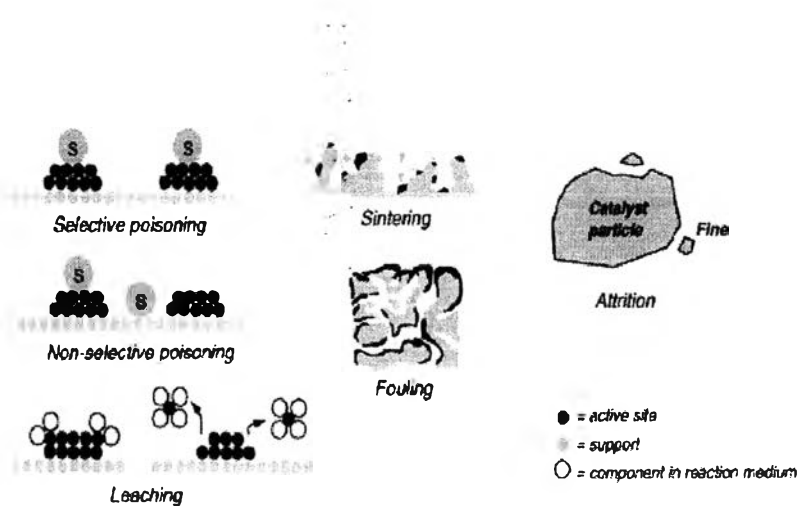 S
S
Selective poisoning
S
S
Non-selective poisoning
Leaching
Sintering
Fouling
Catalyst
particle
Fine
Attrition
= active site
= support
= component in reaction medium